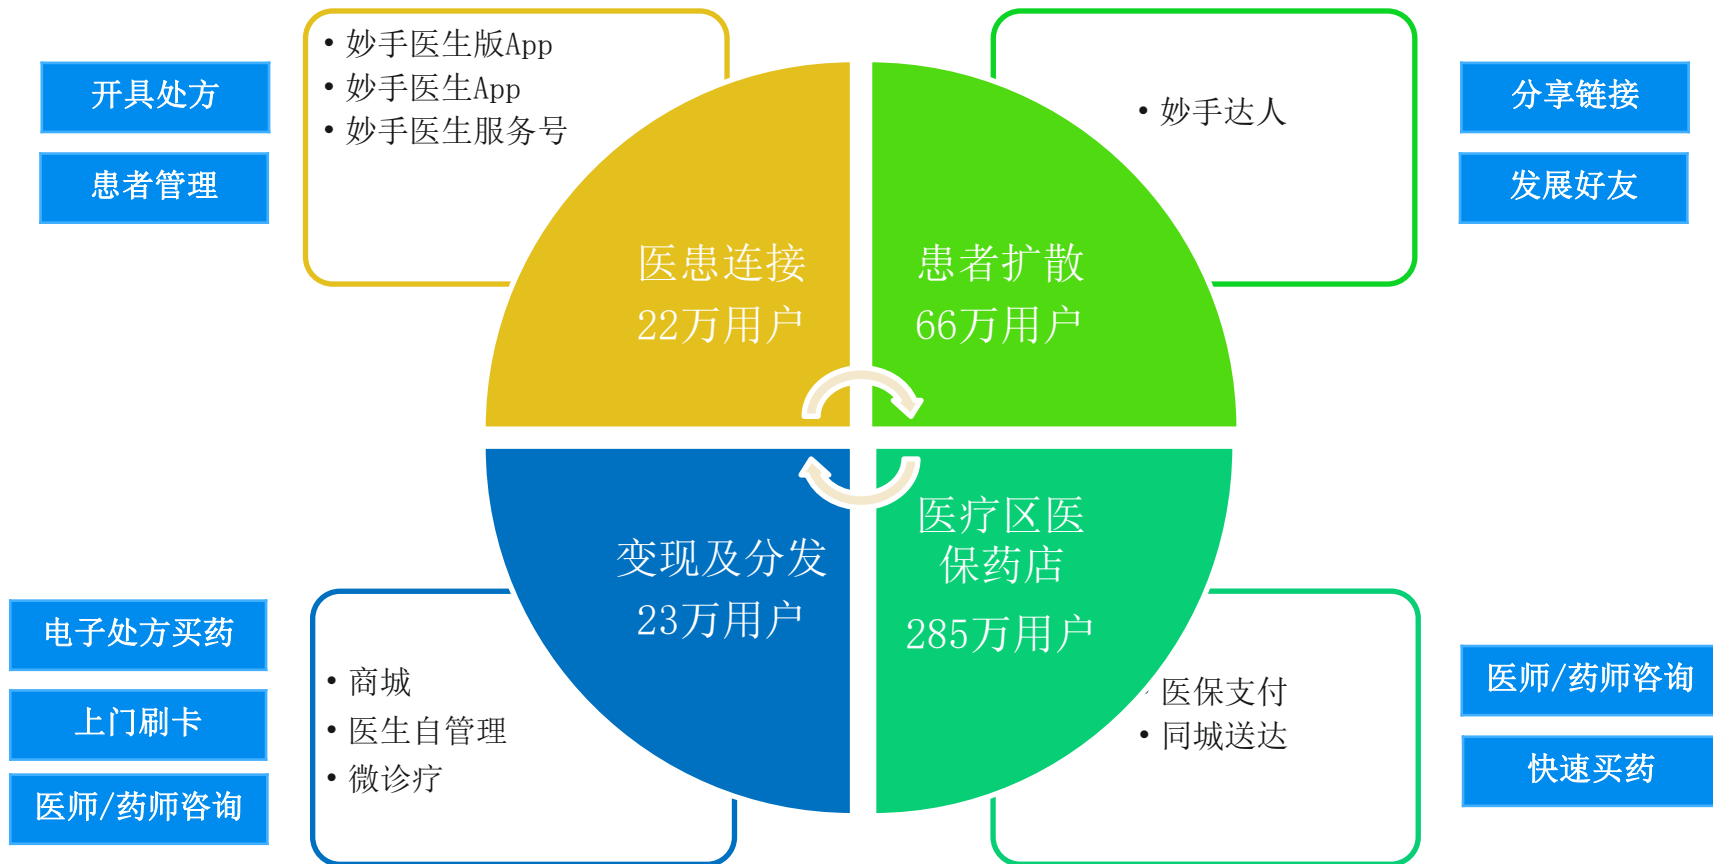 开具处方
患者管理
• 妙手医生版App
• 妙手医生App
• 妙手医生服务号
医患连接
22万用户
患者扩散
66万用户
• 妙手达人
分享链接
发展好友
电子处方买药
上门刷卡
医师/药师咨询
• 商城
• 医生自管理
• 微诊疗
变现及分发
23万用户
医疗区医
保药店
285万用户
• 医保支付
• 同城送达
医师/药师咨询
快速买药